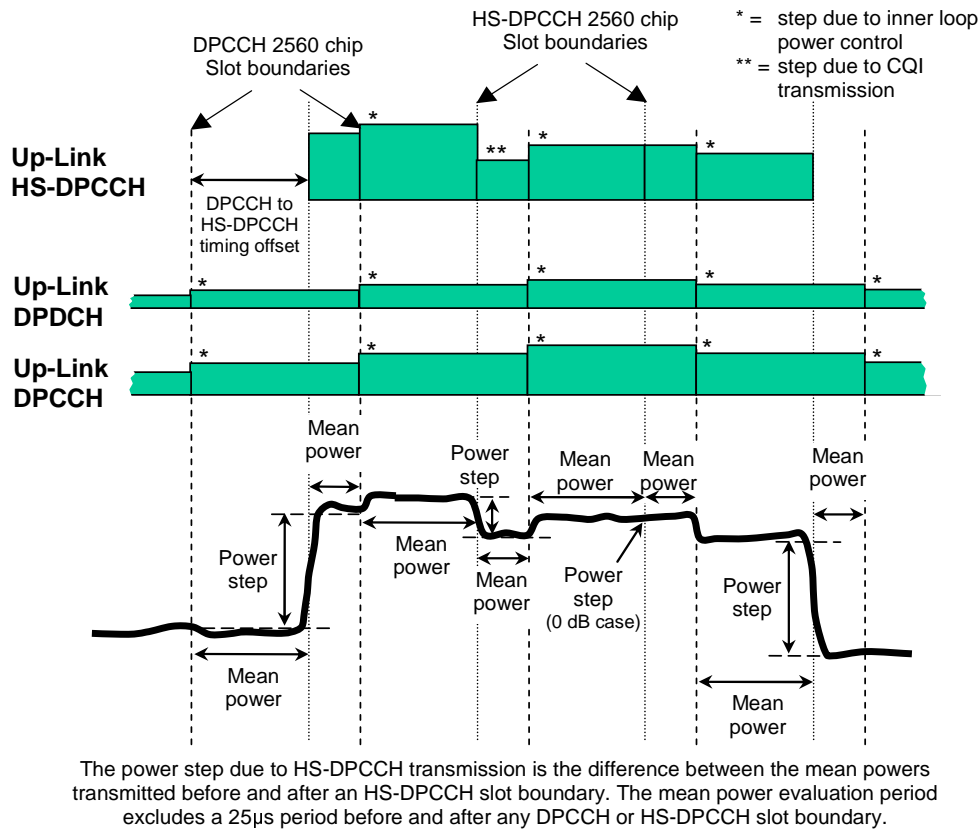 DPCCH 2560 chip
Slot boundaries
HS-DPCCH 2560 chip
Slot boundaries
* = step due to inner loop
power control
** = step due to CQI
transmission
Up-Link
HS-DPCCH
*
**
*
*
DPCCH to
HS-DPCCH
timing offset
Up-Link
DPDCH
*
*
*
*
*
Up-Link
DPCCH
*
*
*
*
*
Mean
power
Power
step
Mean
power
Mean
power
Mean
power
Power
step
Mean
power
Mean
power
Power
step
(0 dB case)
Power
step
Mean
power
Mean
power
The power step due to HS-DPCCH transmission is the difference between the mean powers
transmitted before and after an HS-DPCCH slot boundary. The mean power evaluation period
excludes a 25µs period before and after any DPCCH or HS-DPCCH slot boundary.